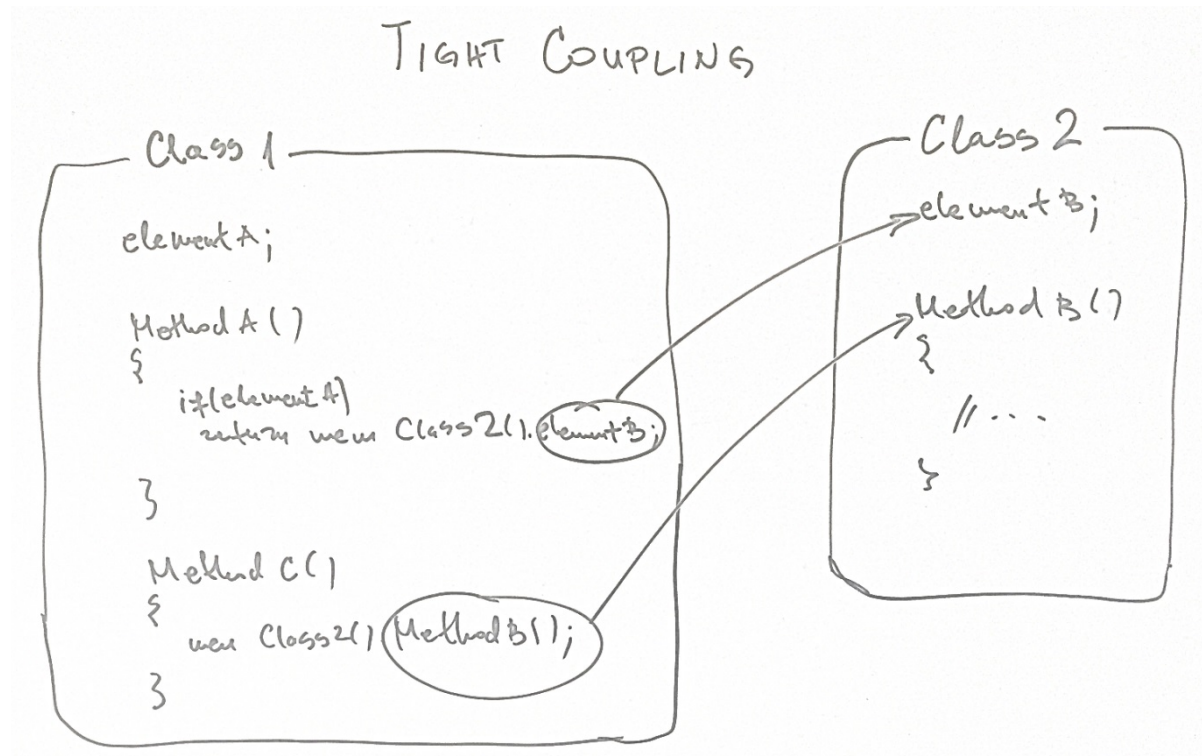 TIGHT COUPLING
Class 1
elementA;
MethodA()
{
if(elementA)
return new Class2().elementB;
}
MethodC()
{
new Class2().MethodB();
}
Class 2
elementB;
MethodB()
{
// ...
}